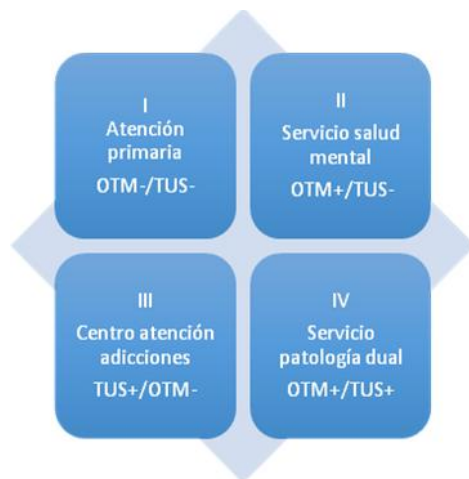 I
Atención
primaria
OTM-/TUS-
II
Servicio salud
mental
OTM+/TUS-
III
Centro atención
adicciones
TUS+/OTM-
IV
Servicio
patología dual
OTM+/TUS+